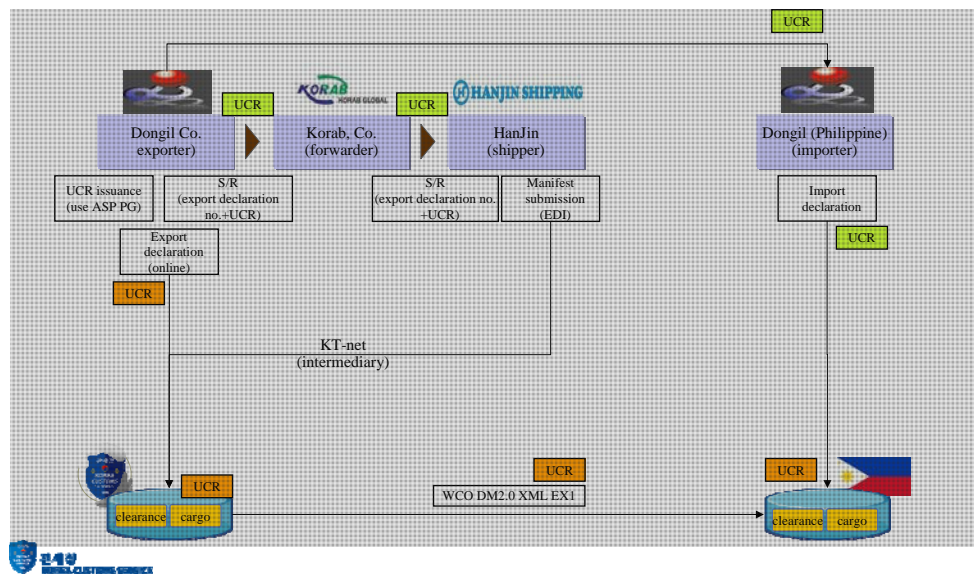 UCR
KORAB
KORAB GLOBAL
HANJIN SHIPPING
UCR
UCR
Dongil Co.
exporter)
Korab, Co.
(forwarder)
HanJin
(shipper)
Dongil (Philippine)
(importer)
UCR issuance
(use ASP PG)
S/R
(export declaration
no.+UCR)
S/R
(export declaration no.
+UCR)
Manifest
submission
(EDI)
Import
declaration
Export
declaration
(online)
UCR
UCR
KT-net
(intermediary)
UCR
UCR
UCR
WCO DM2.0 XML EX1
clearance
cargo
clearance
cargo
관세청
KOREA CUSTOMS SERVICE